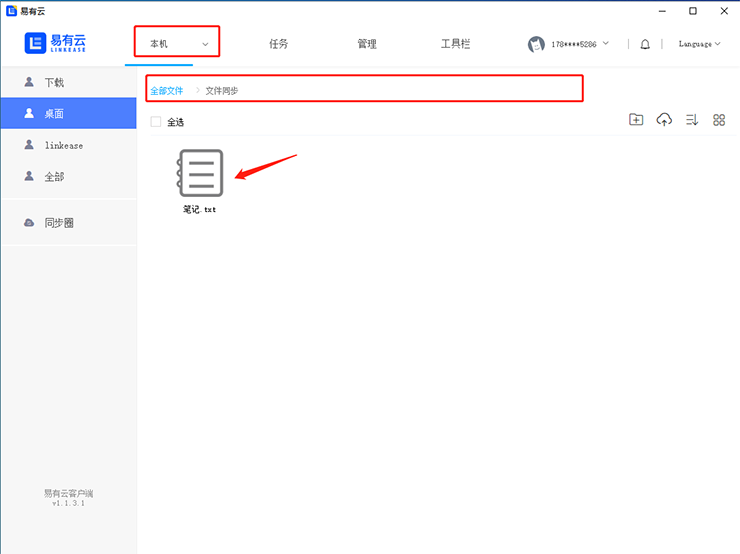 易有云
易有云
LINKEASE
本机
任务
管理
工具栏
178****5286
Language
下载
桌面
linkease
全部
同步圈
全部文件 > 文件同步
全选
笔记.txt
易有云客户端
v1.1.3.1